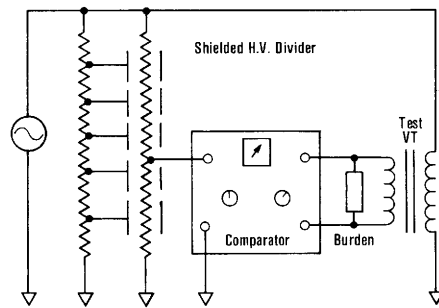 Shielded H.V. Divider
Test
VT
Comparator
Burden